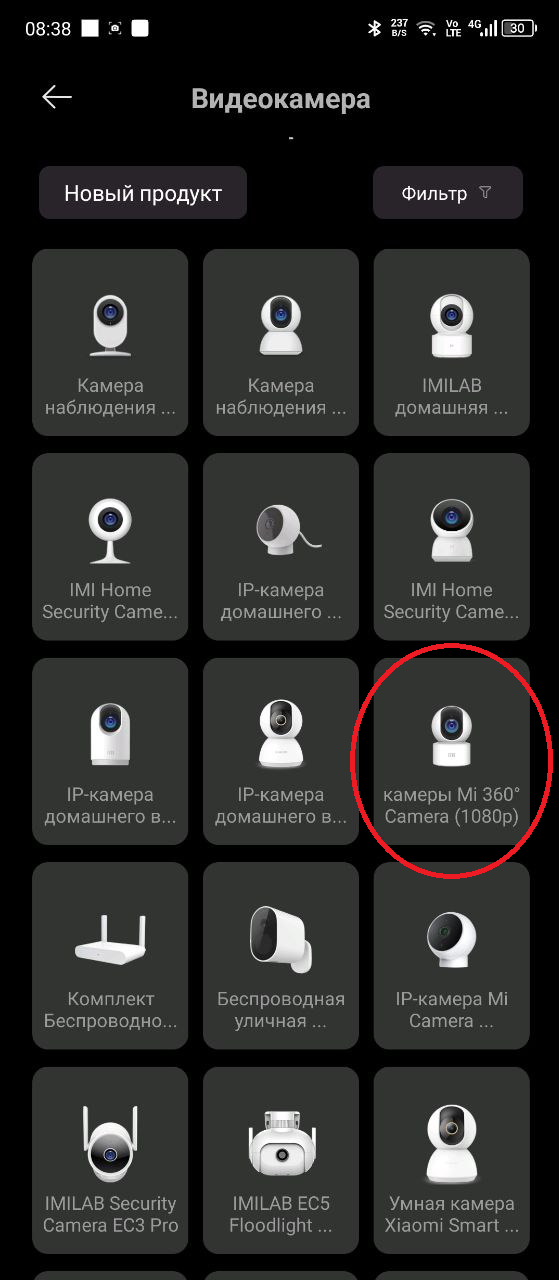 08:38
237
B/S
Vo
LTE
4G
30
Видеокамера
Новый продукт
Фильтр
Камера
наблюдения ...
Камера
наблюдения ...
IMILAB
домашняя ...
IMI Home
Security Came...
IP-камера
домашнего ...
IMI Home
Security Came...
IP-камера
домашнего в...
IP-камера
домашнего в...
камеры Mi 360°
Camera (1080p)
Комплект
Беспроводно...
Беспроводная
уличная ...
IP-камера Mi
Camera ...
IMILAB Security
Camera EC3 Pro
IMILAB EC5
Floodlight ...
Умная камера
Xiaomi Smart ...